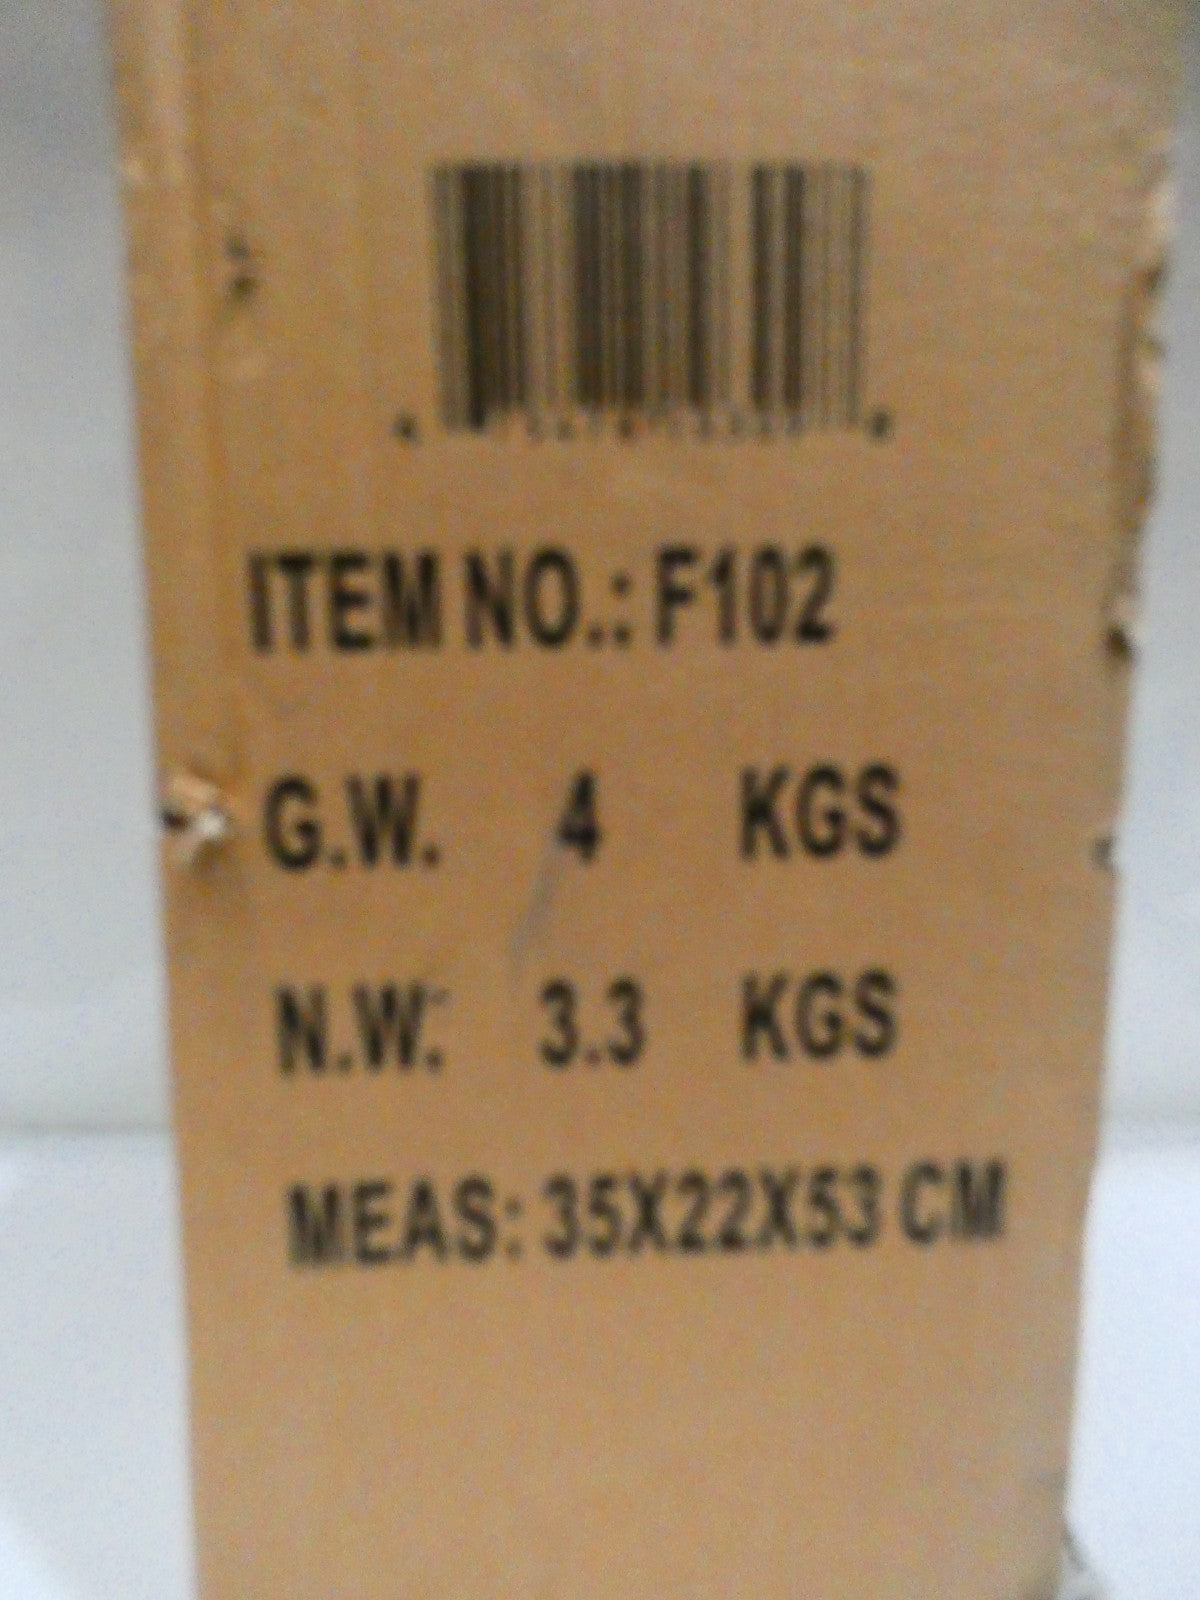 ITEM NO.: F102
G.W. 4 KGS
N.W. 3.3 KGS
MEAS: 35X22X53 CM